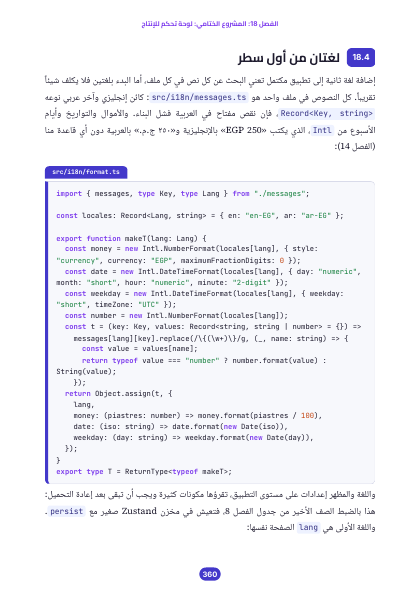 الفصل 18: المشروع الختامي: لوحة تحكم للإنتاج
18.4 لغتان من أول سطر
إضافة لغة ثانية إلى تطبيق مكتمل تعني البحث عن كل نص في كل ملف، أما البدء بلغتين فلا يكلف شيئاً
تقريباً. كل النصوص في ملف واحد هو src/i18n/messages.ts: كائن إنجليزي وآخر عربي نوعه
Record<Key, string>، فإن نقص مفتاح في العربية فشل البناء. والأموال والتواريخ وأيام
الأسبوع من Intl، الذي يكتب «EGP 250» بالإنجليزية و«٢٥٠ ج.م.» بالعربية دون أي قاعدة منا
(الفصل 14):
src/i18n/format.ts
import { messages, type Key, type Lang } from "./messages";
const locales: Record<Lang, string> = { en: "en-EG", ar: "ar-EG" };
export function makeT(lang: Lang) {
  const money = new Intl.NumberFormat(locales[lang], { style:
"currency", currency: "EGP", maximumFractionDigits: 0 });
  const date = new Intl.DateTimeFormat(locales[lang], { day: "numeric",
month: "short", hour: "numeric", minute: "2-digit" });
  const weekday = new Intl.DateTimeFormat(locales[lang], { weekday:
"short", timeZone: "UTC" });
  const number = new Intl.NumberFormat(locales[lang]);
  const t = (key: Key, values: Record<string, string | number> = {}) =>
    messages[lang][key].replace(/\{(\w+)\}/g, (_, name: string) => {
      const value = values[name];
      return typeof value === "number" ? number.format(value) :
String(value);
    });
  return Object.assign(t, {
    lang,
    money: (piastres: number) => money.format(piastres / 100),
    date: (iso: string) => date.format(new Date(iso)),
    weekday: (day: string) => weekday.format(new Date(day)),
  });
}
export type T = ReturnType<typeof makeT>;
واللغة والمظهر إعدادات على مستوى التطبيق، تقرؤها مكونات كثيرة ويجب أن تبقى بعد إعادة التحميل:
هذا بالضبط الصف الأخير من جدول الفصل 8، فتعيش في مخزن Zustand صغير مع persist.
واللغة الأولى هي lang الصفحة نفسها:
360